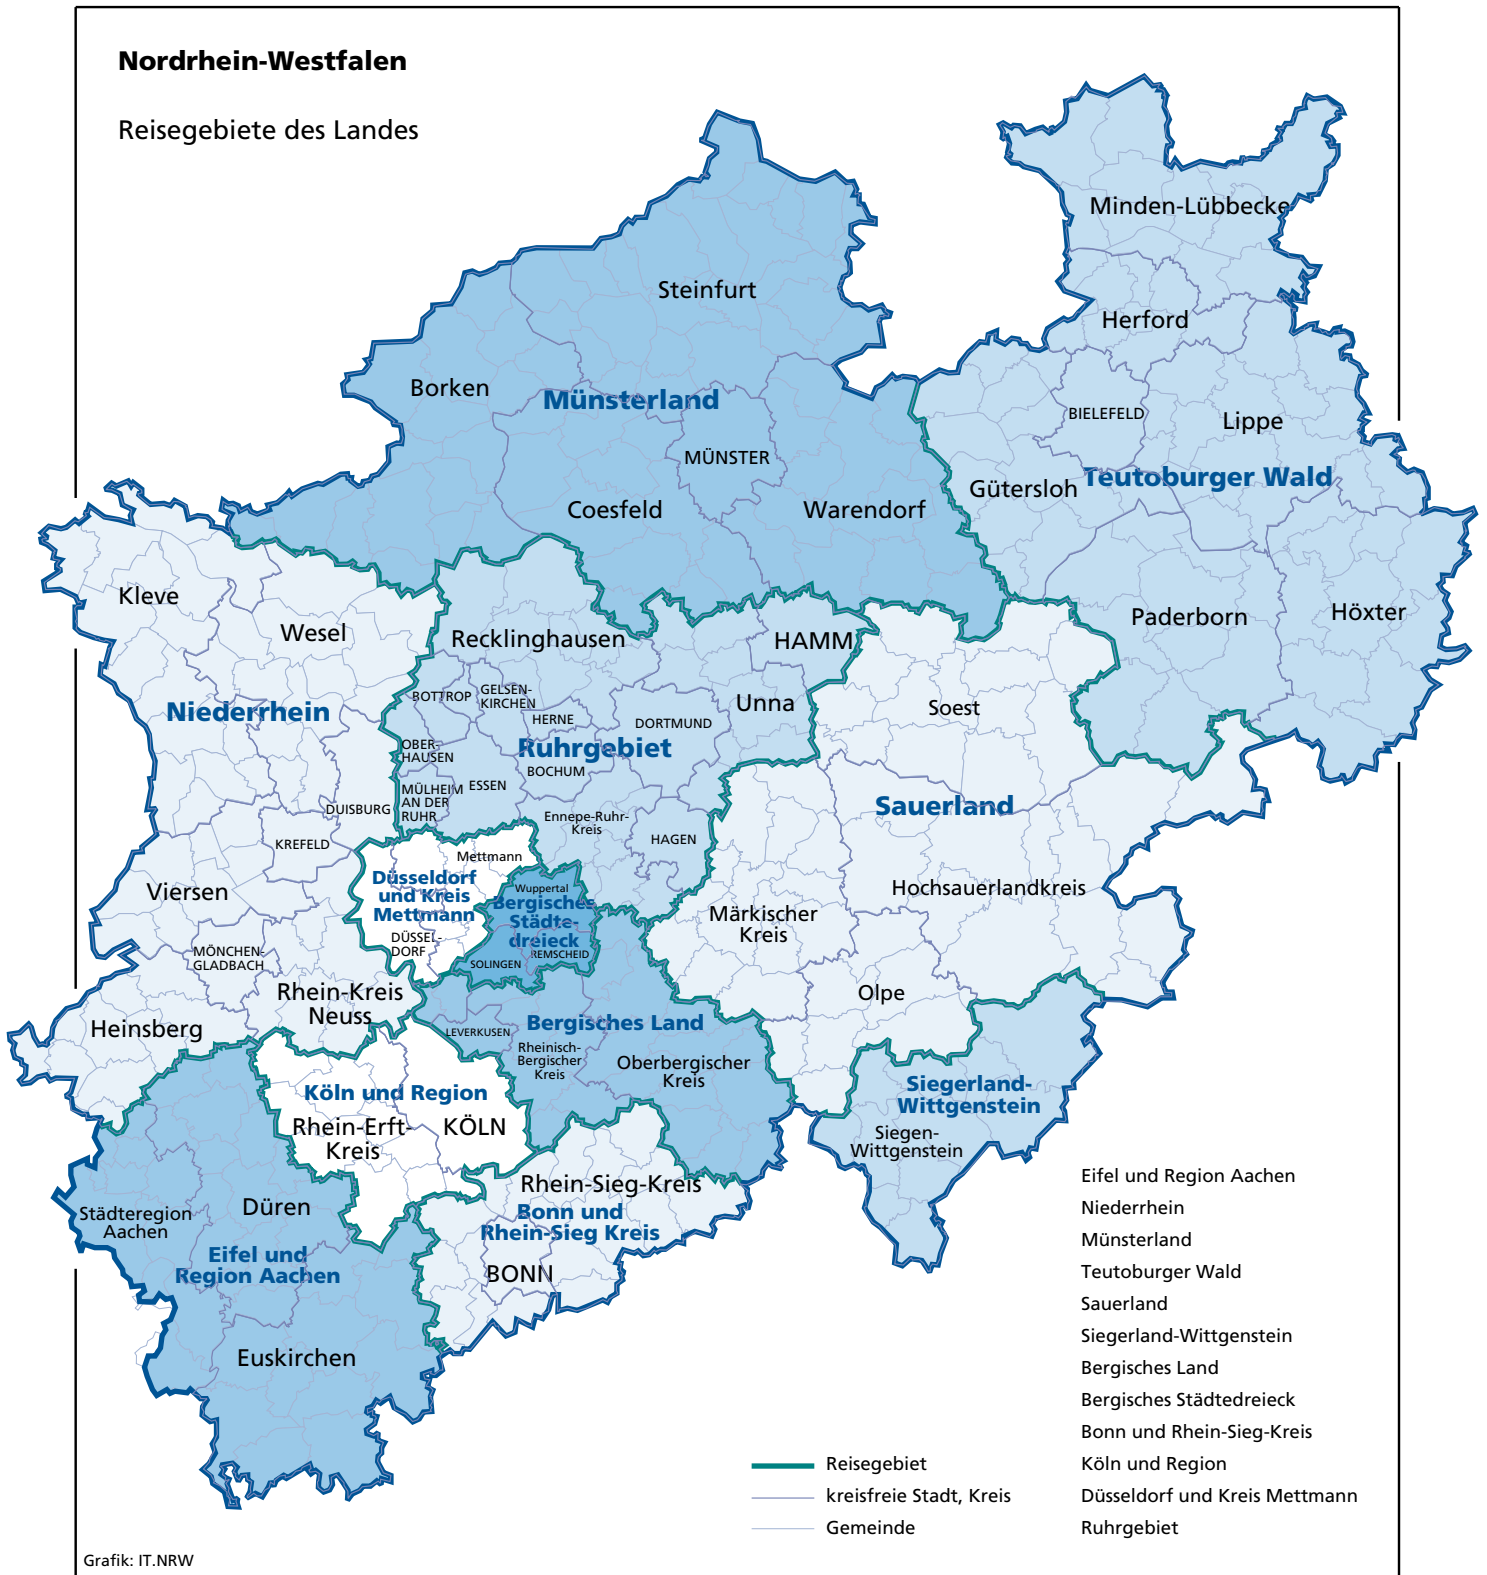 Nordrhein-Westfalen
Reisegebiete des Landes
Minden-Lübbecke
Steinfurt
Herford
Borken
Münsterland
BIELEFELD
Lippe
MÜNSTER
Teutoburger Wald
Gütersloh
Coesfeld
Warendorf
Kleve
Wesel
Recklinghausen
HAMM
Paderborn
Höxter
BOTTROP
GELSEN-
KIRCHEN
Unna
Niederrhein
HERNE
DORTMUND
Soest
OBER-
HAUSEN
Ruhrgebiet
BOCHUM
MÜLHEIM
AN DER
RUHR
ESSEN
DUISBURG
Sauerland
Ennepe-Ruhr-
Kreis
KREFELD
HAGEN
Mettmann
Düsseldorf
und Kreis
Mettmann
Viersen
Wuppertal
Bergisches
Städte-
dreieck
Hochsauerlandkreis
Märkischer
Kreis
DÜSSEL-
DORF
MÖNCHEN-
GLADBACH
REMSCHEID
SOLINGEN
Rhein-Kreis
Neuss
Olpe
Heinsberg
LEVERKUSEN
Bergisches Land
Rheinisch-
Bergischer
Kreis
Oberbergischer
Kreis
Köln und Region
Siegerland-
Wittgenstein
Rhein-Erft-
Kreis
KÖLN
Siegen-
Wittgenstein
Rhein-Sieg-Kreis
Düren
Städteregion
Aachen
Bonn und
Rhein-Sieg Kreis
Eifel und
Region Aachen
BONN
Euskirchen
Eifel und Region Aachen
Niederrhein
Münsterland
Teutoburger Wald
Sauerland
Siegerland-Wittgenstein
Bergisches Land
Bergisches Städtedreieck
Bonn und Rhein-Sieg-Kreis
Köln und Region
Düsseldorf und Kreis Mettmann
Ruhrgebiet
Reisegebiet
kreisfreie Stadt, Kreis
Gemeinde
Grafik: IT.NRW